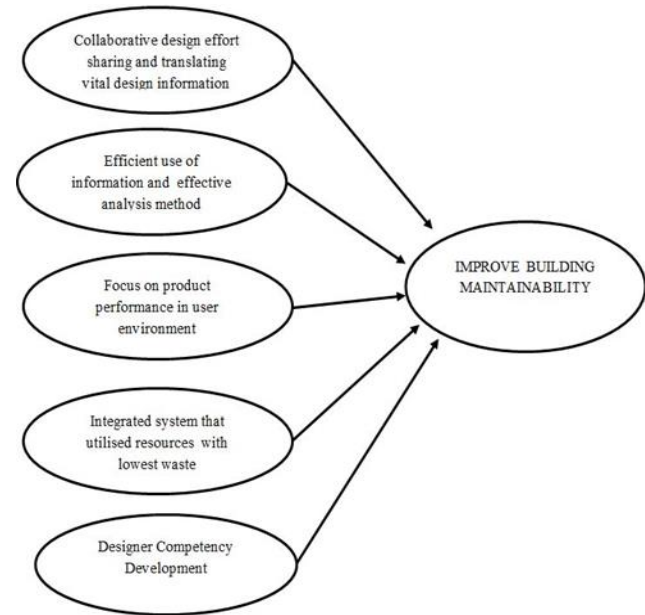 Collaborative design effort
sharing and translating
vital design information
Efficient use of
information and effective
analysis method
Focus on product
performance in user
environment
Integrated system that
utilised resources with
lowest waste
Designer Competency
Development
IMPROVE BUILDING
MAINTAINABILITY